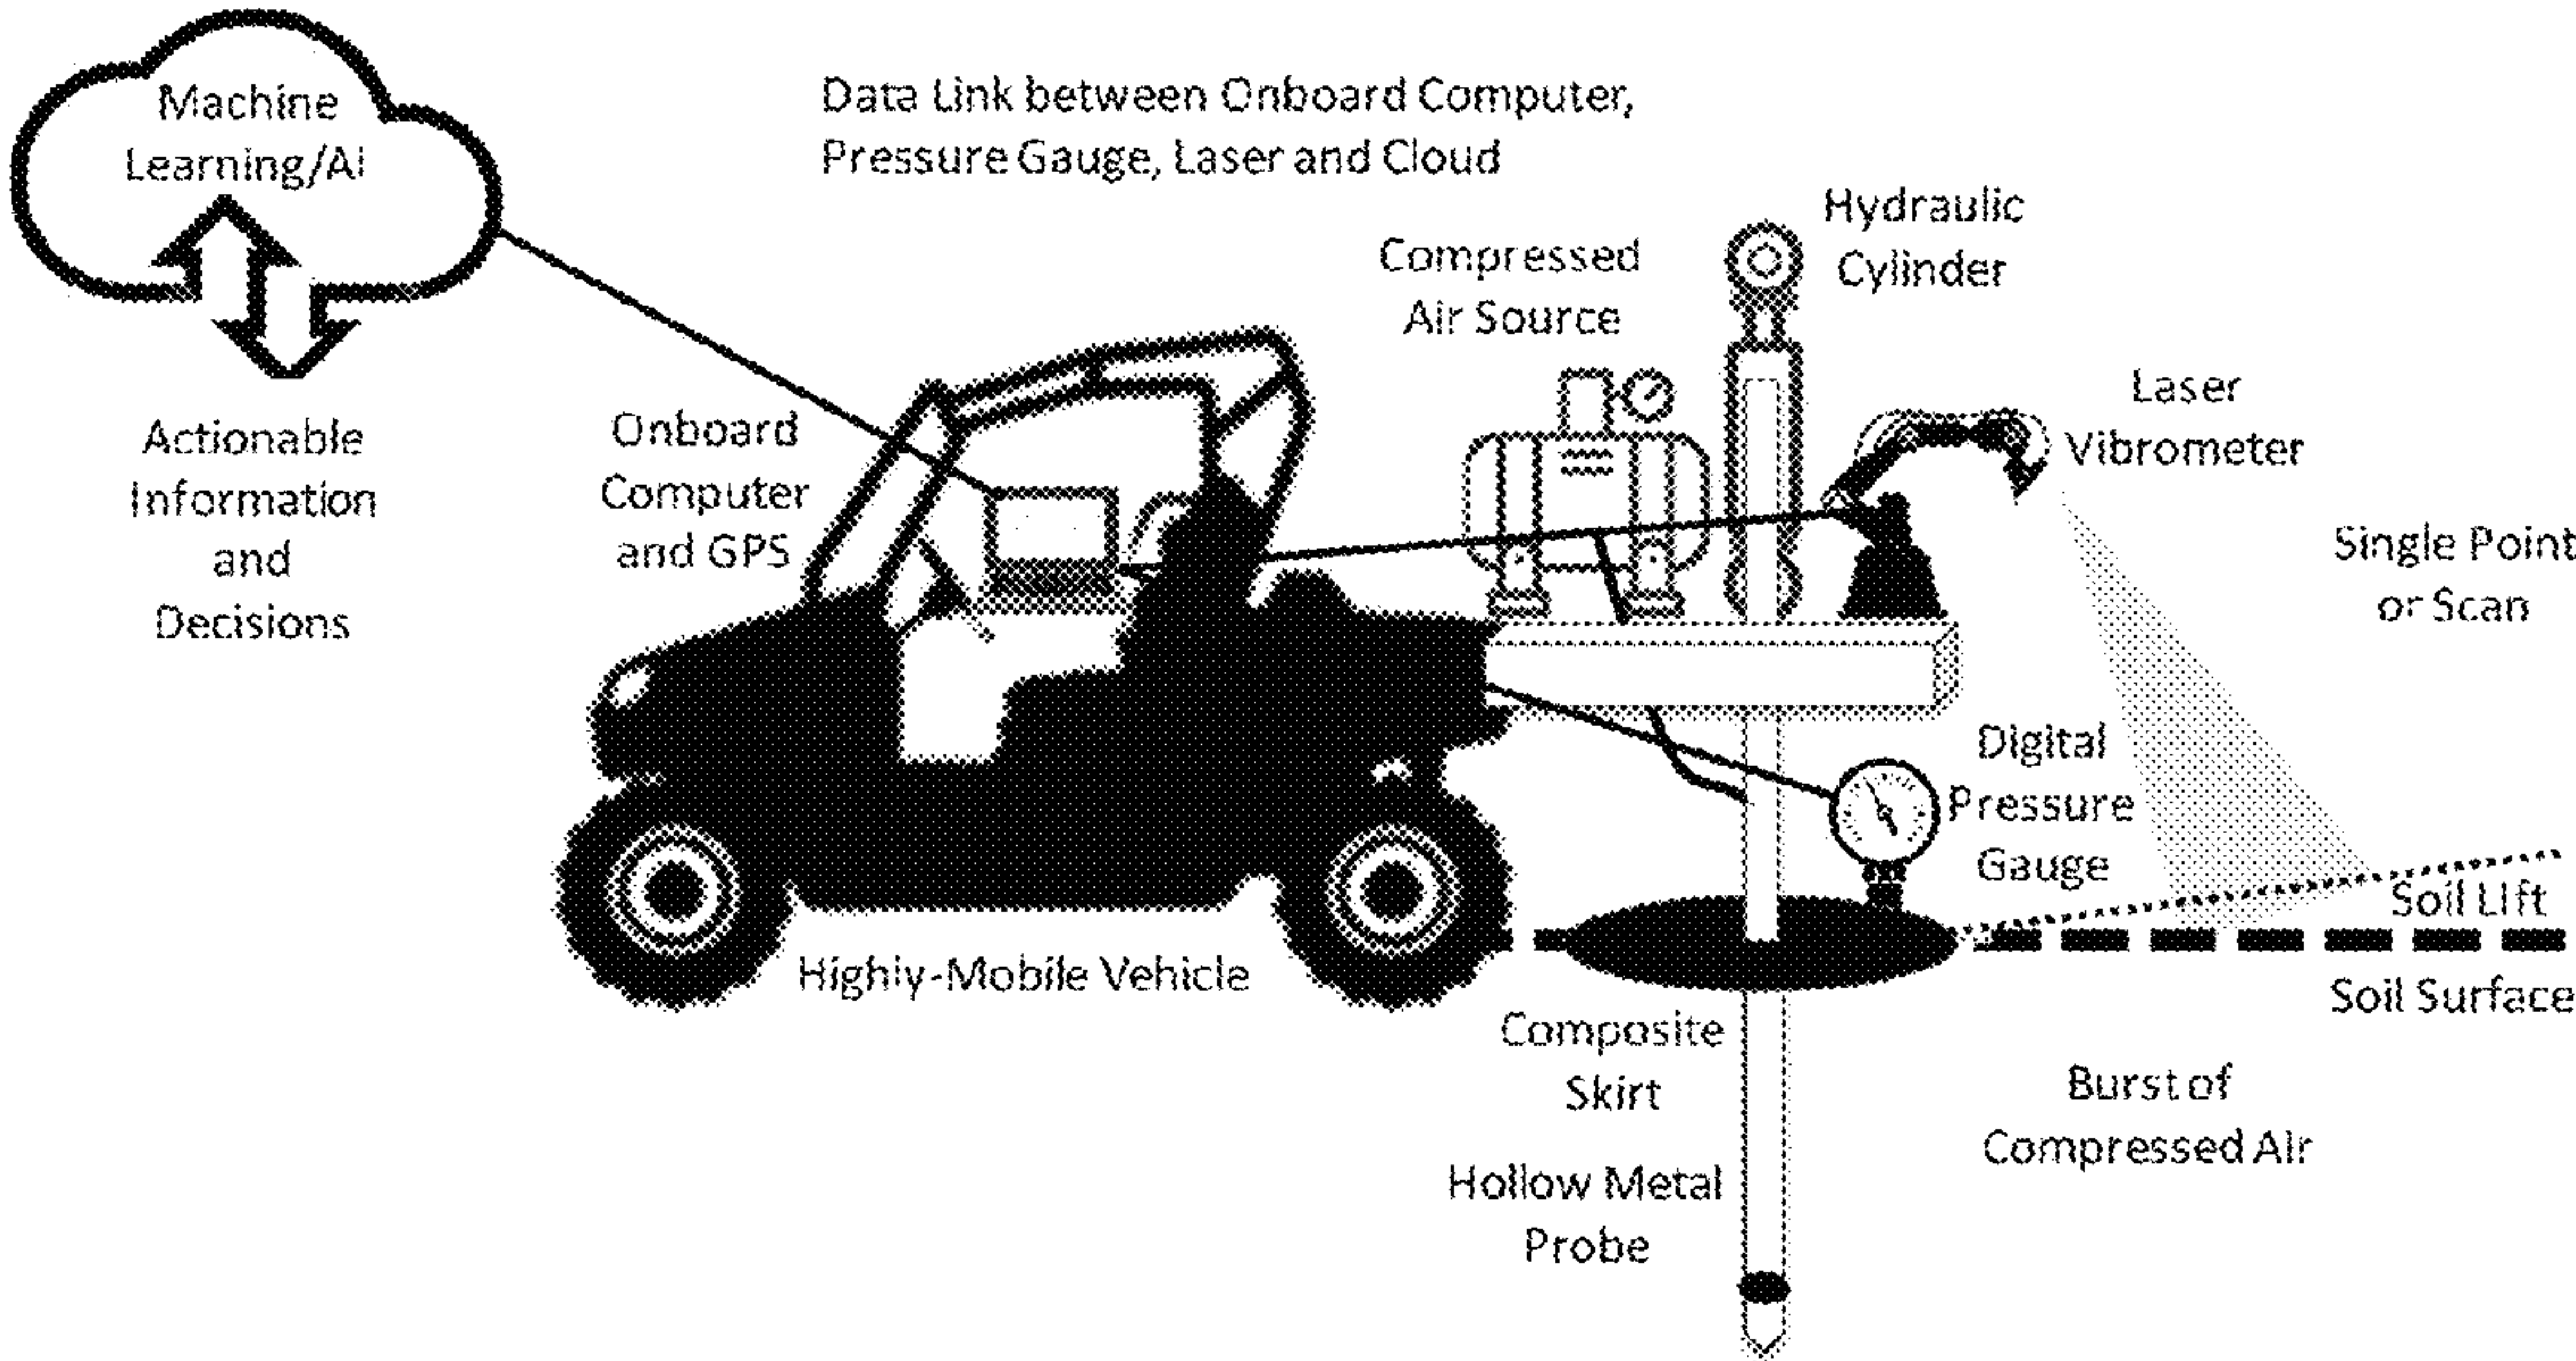 Machine
Learning/AI
Data Link between Onboard Computer,
Pressure Gauge, Laser and Cloud
Hydraulic
Cylinder
Compressed
Air Source
Laser
Vibrometer
Actionable
Information
and
Decisions
Onboard
Computer
and GPS
Single Point
or Scan
Digital
Pressure
Gauge
Soil Lift
Highly-Mobile Vehicle
Soil Surface
Composite
Skirt
Burst of
Compressed Air
Hollow Metal
Probe